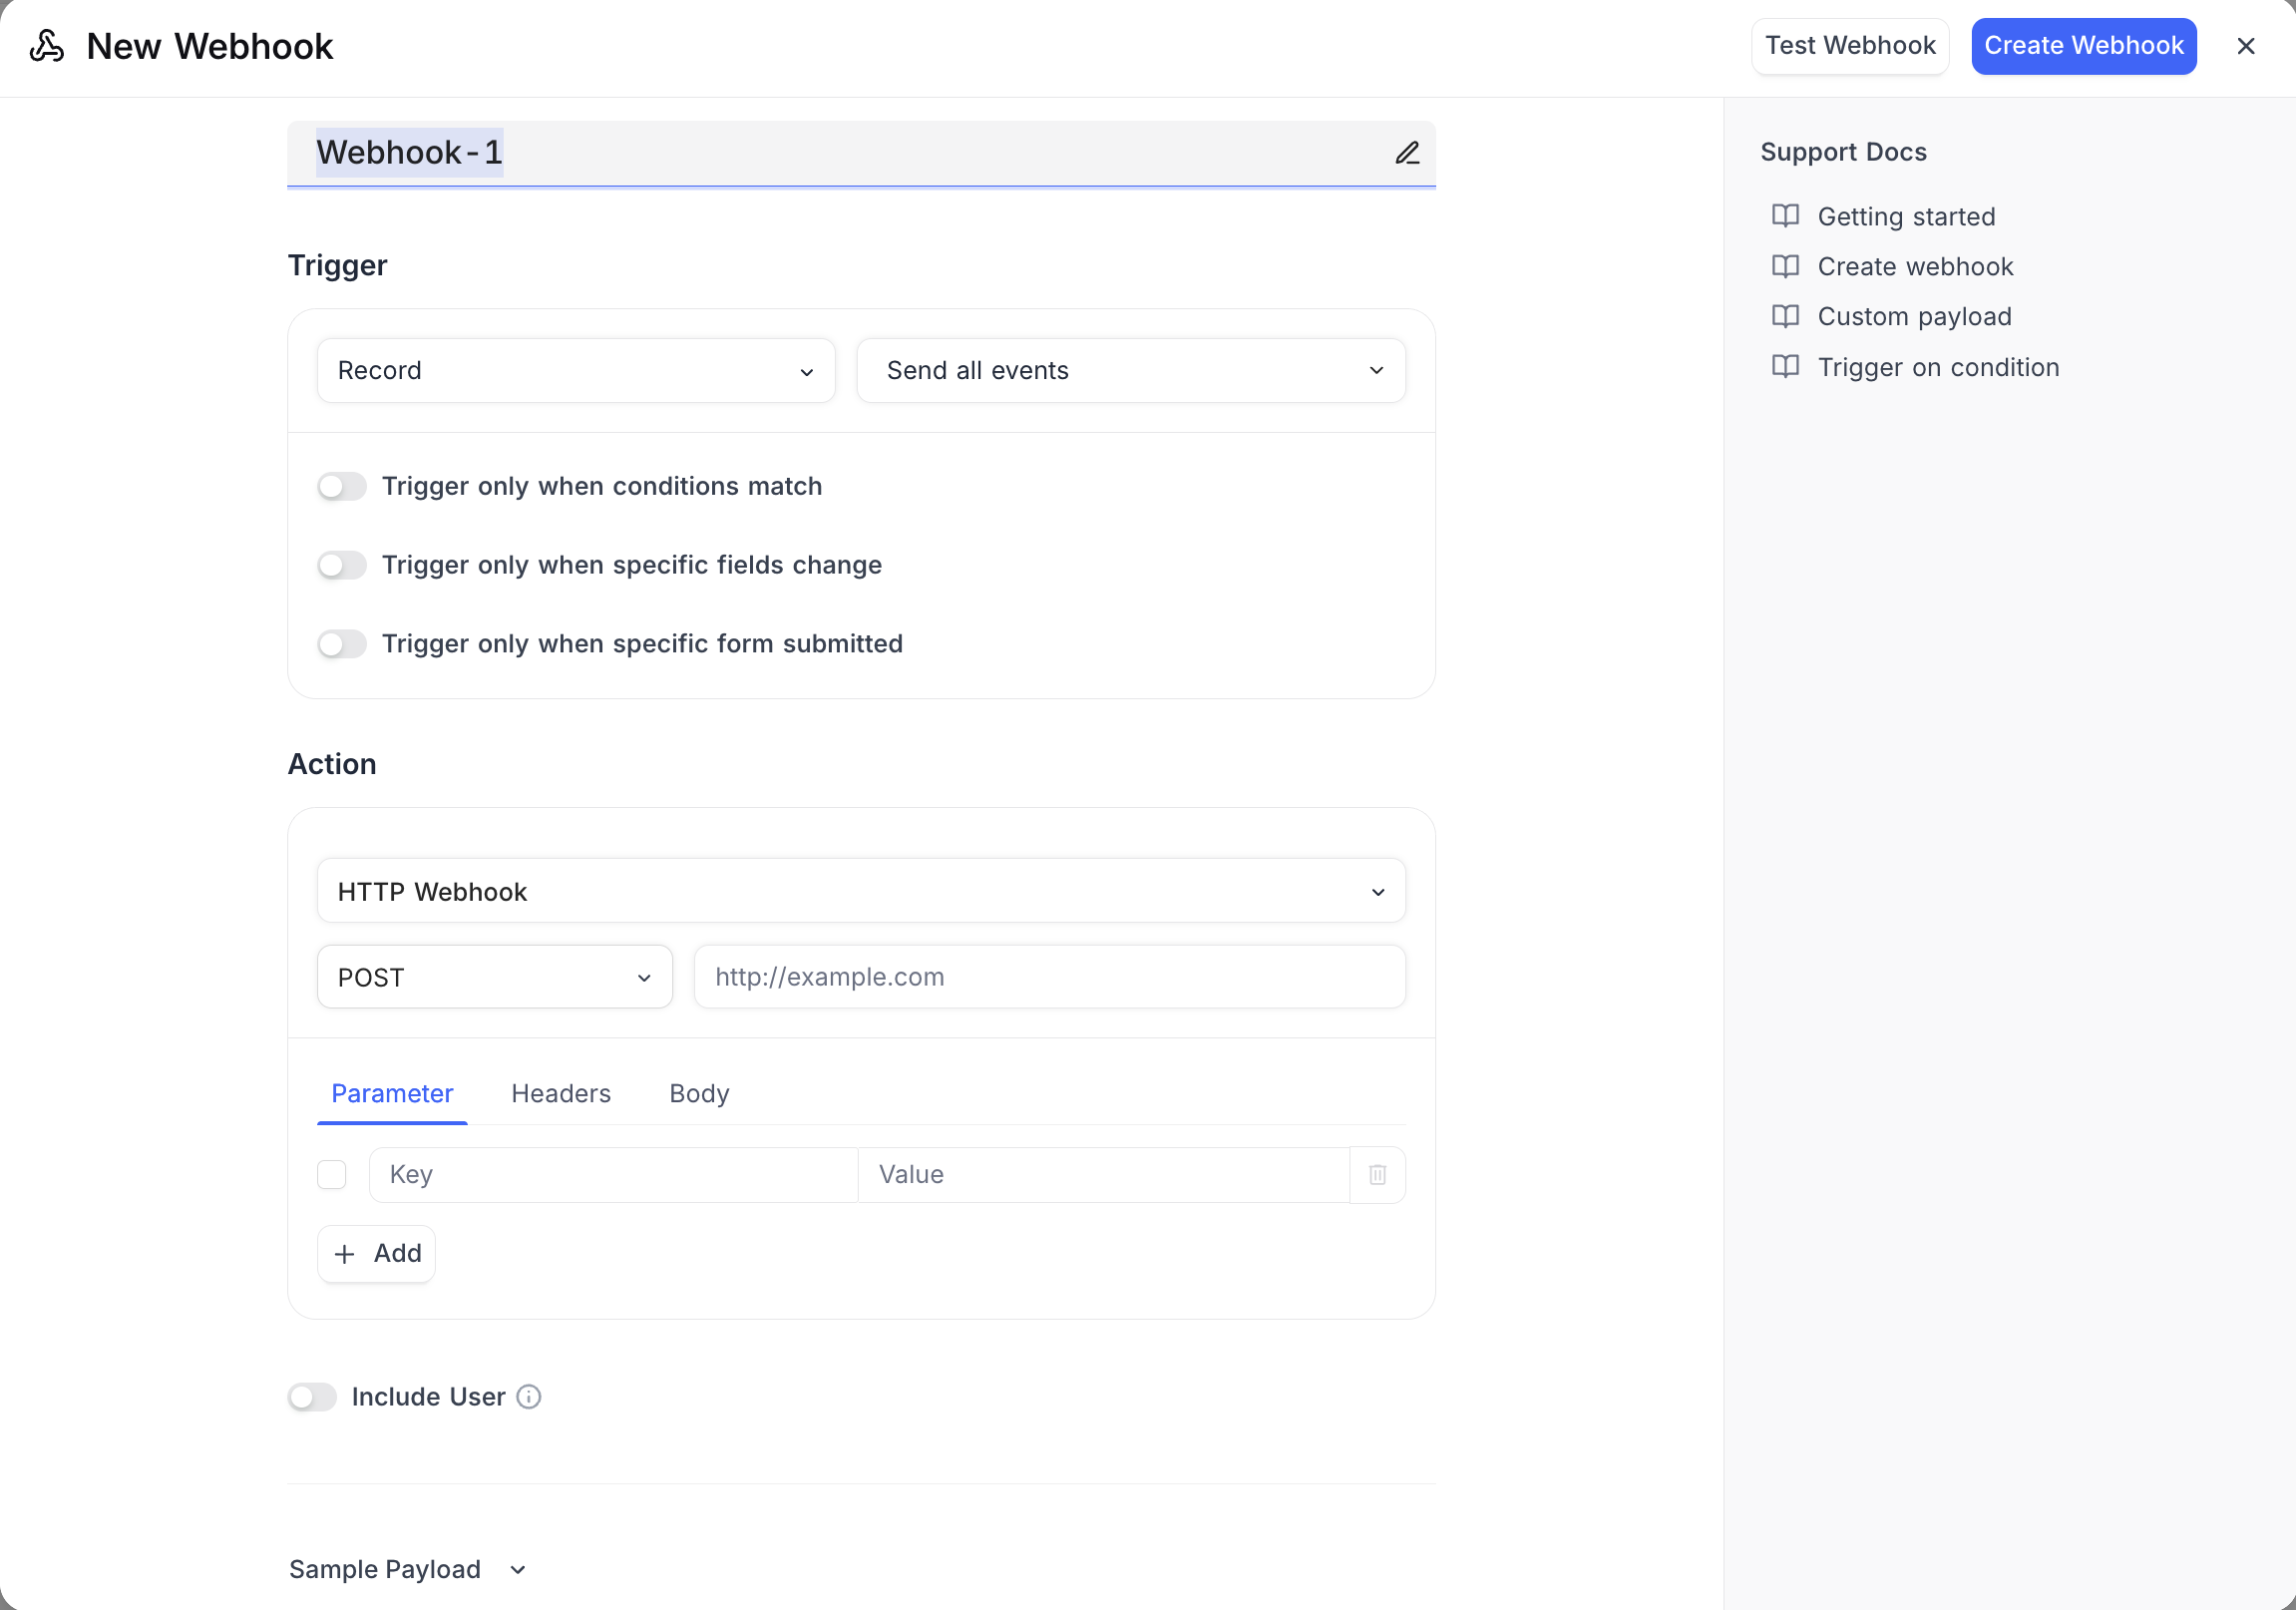 New Webhook
Test Webhook
Create Webhook
Webhook-1
Trigger
Record
Send all events
Trigger only when conditions match
Trigger only when specific fields change
Trigger only when specific form submitted
Action
HTTP Webhook
POST
http://example.com
Parameter
Headers
Body
Key
Value
Add
Include User
Sample Payload
Support Docs
Getting started
Create webhook
Custom payload
Trigger on condition